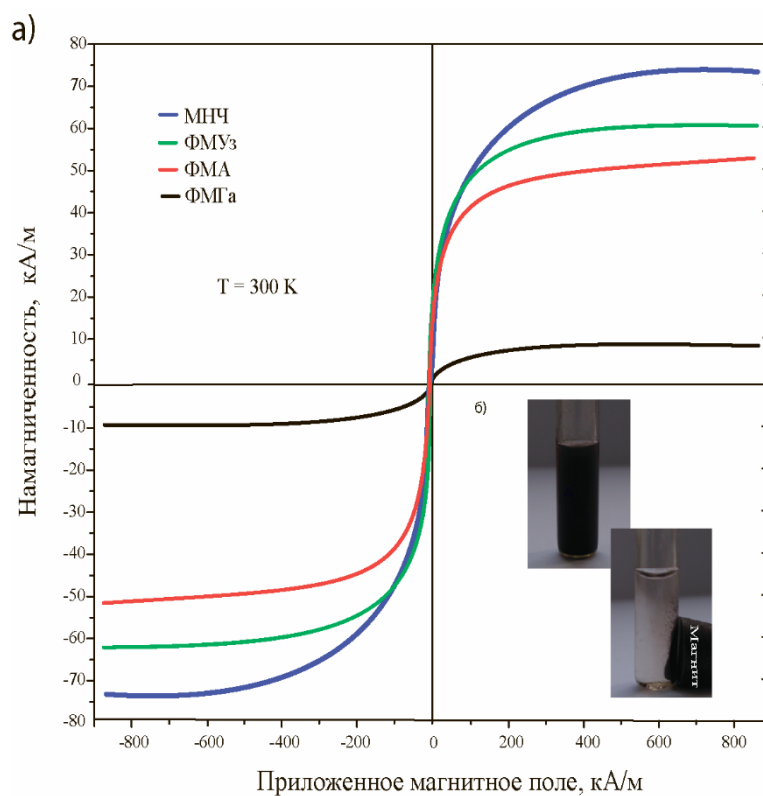 а)
80
70
60
50
40
30
20
10
0
-10
-20
-30
-40
-50
-60
-70
-80
Намагниченность, кА/м
МНЧ
ФМУз
ФМА
ФМГа
T = 300 K
б)
Магнит
-800 -600 -400 -200 0 200 400 600 800
Приложенное магнитное поле, кА/м